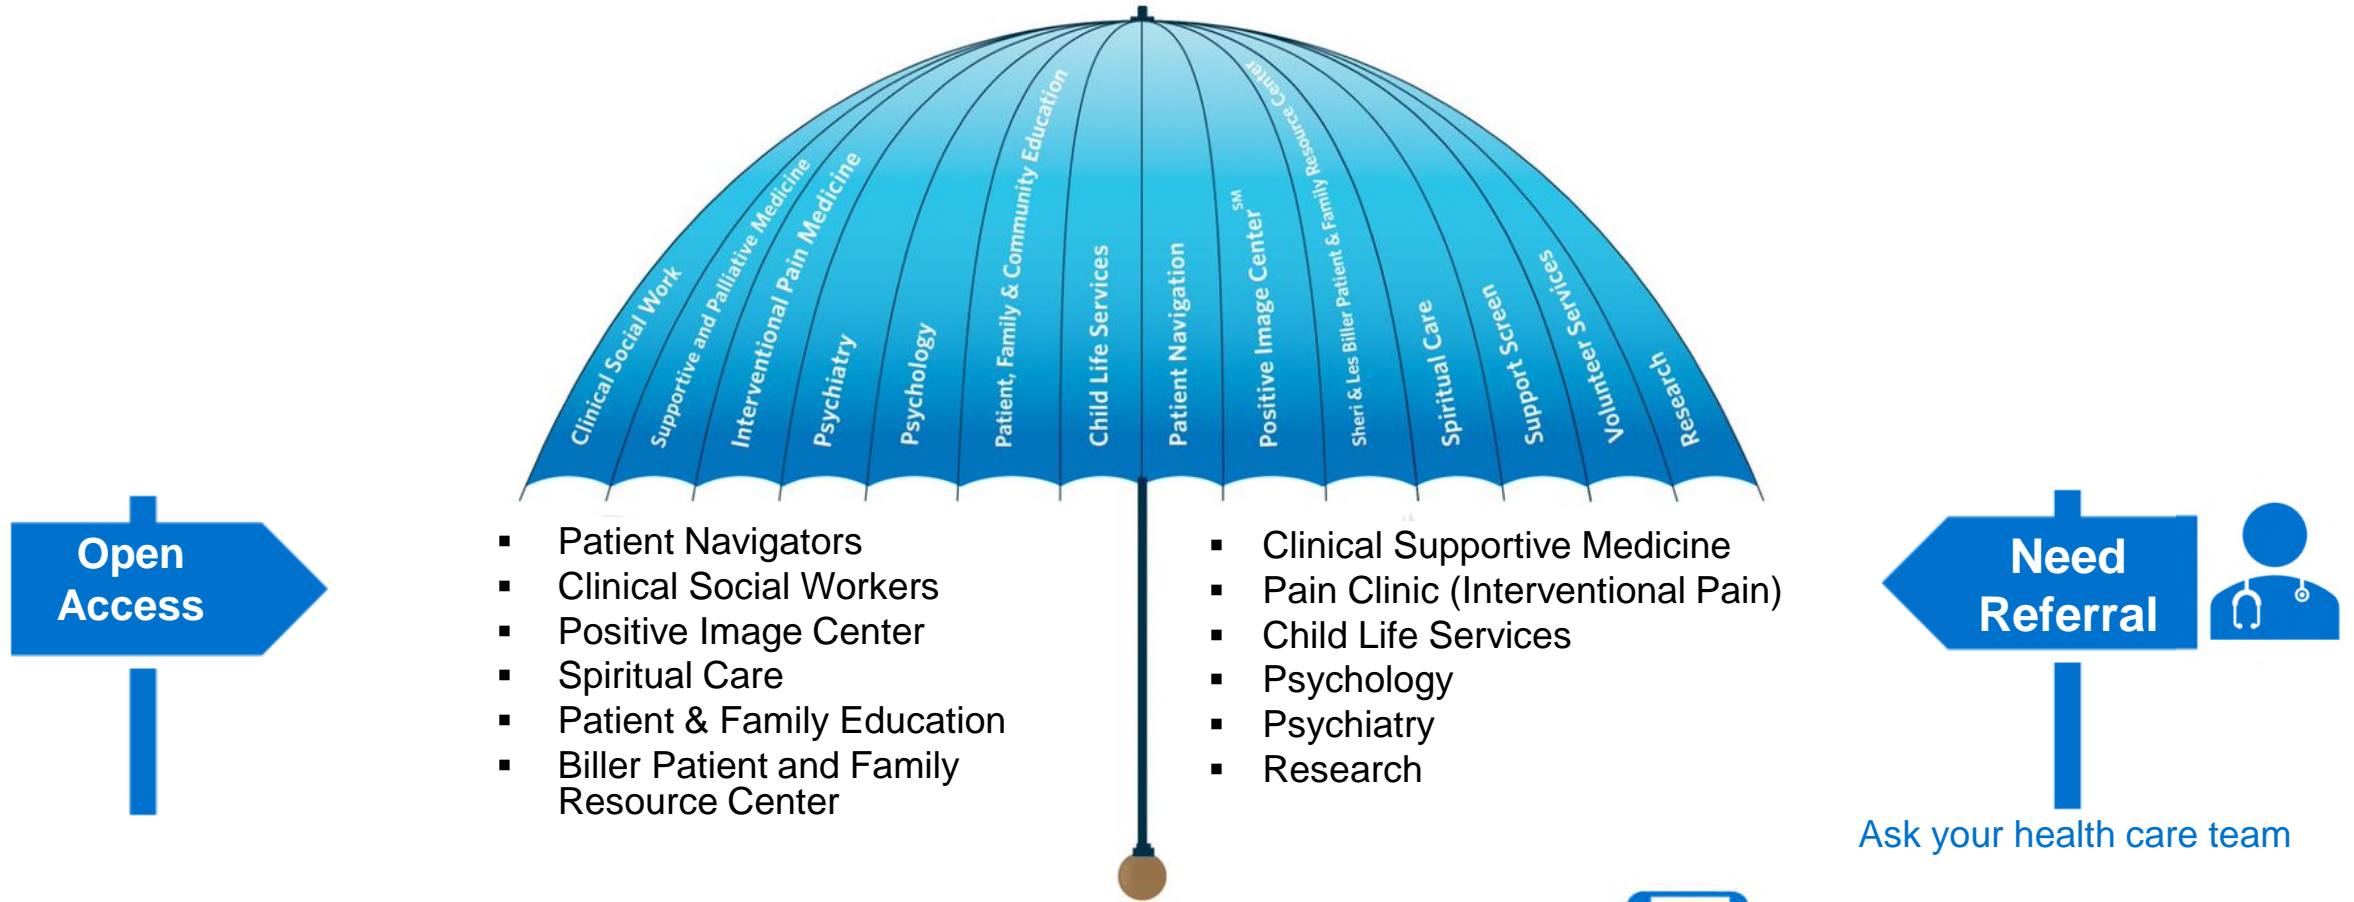 Clinical Social Work
Supportive and Palliative Medicine
Interventional Pain Medicine
Psychiatry
Psychology
Patient, Family & Community Education
Child Life Services
Patient Navigation
Positive Image Center℠
Sheri & Les Biller Patient & Family Resource Center
Spiritual Care
Support Screen
Volunteer Services
Research
Open
Access
▪ Patient Navigators
▪ Clinical Social Workers
▪ Positive Image Center
▪ Spiritual Care
▪ Patient & Family Education
▪ Biller Patient and Family
Resource Center
▪ Clinical Supportive Medicine
▪ Pain Clinic (Interventional Pain)
▪ Child Life Services
▪ Psychology
▪ Psychiatry
▪ Research
Need
Referral
Ask your health care team